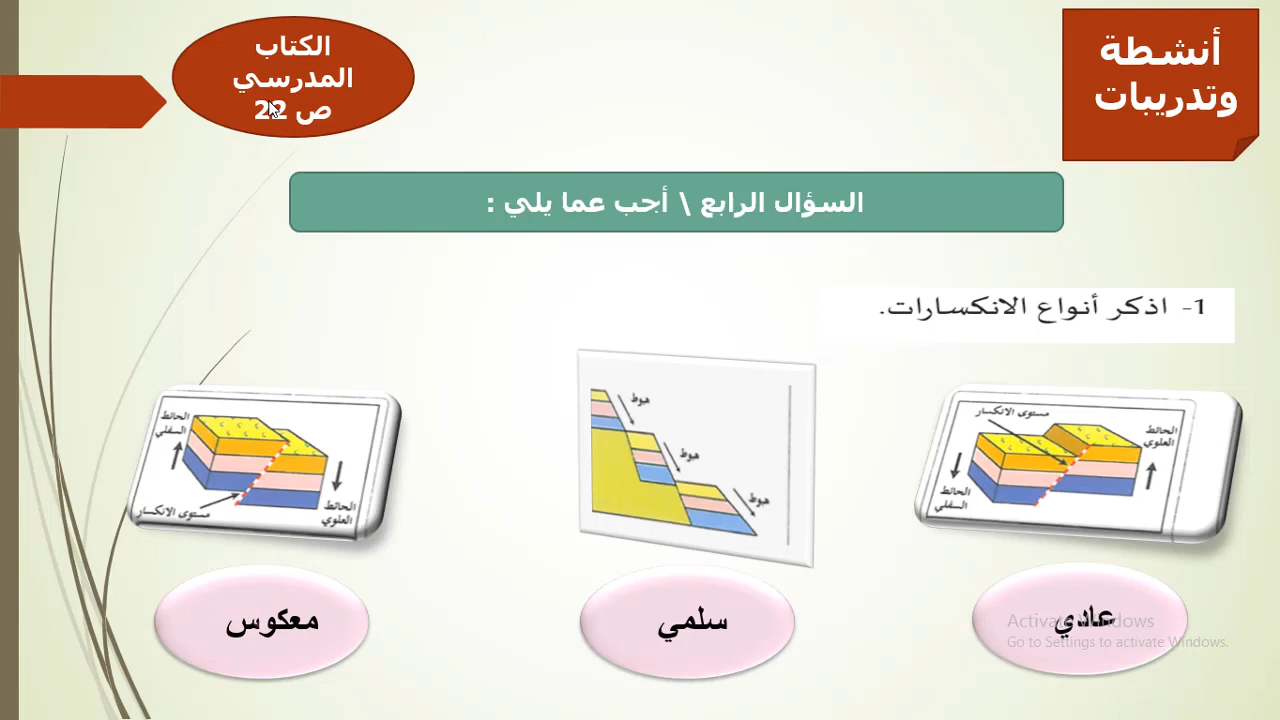 أنشطة
وتدريبات
الكتاب
المدرسي
ص 22
السؤال الرابع \ أجب عما يلي :
1- اذكر أنواع الانكسارات.
مستوى الانكسار
الحائط
العلوي
الحائط
السفلي
هبوط
هبوط
هبوط
الحائط
السفلي
مستوى الانكسار
الحائط
العلوي
عادي
سلمي
معكوس
Activate Windows
Go to Settings to activate Windows.